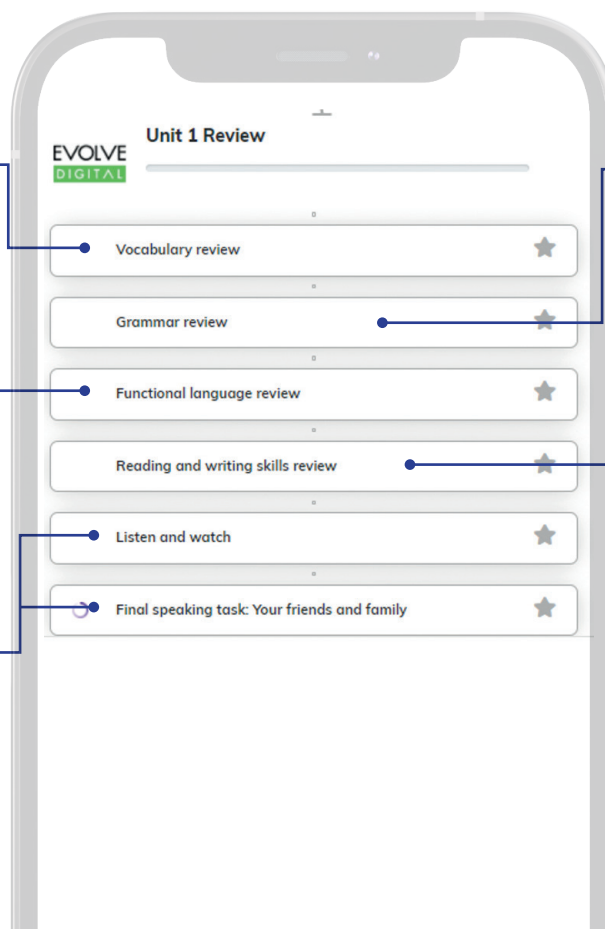 Unit 1 Review
EVOLVE
DIGITAL
Vocabulary review
Grammar review
Functional language review
Reading and writing skills review
Listen and watch
Final speaking task: Your friends and family